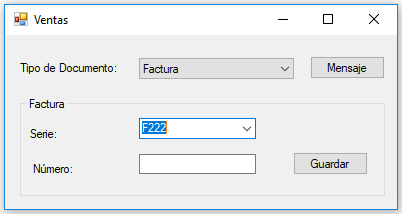 Ventas
Tipo de Documento: Factura Mensaje
Factura
Serie: F222
Número: Guardar